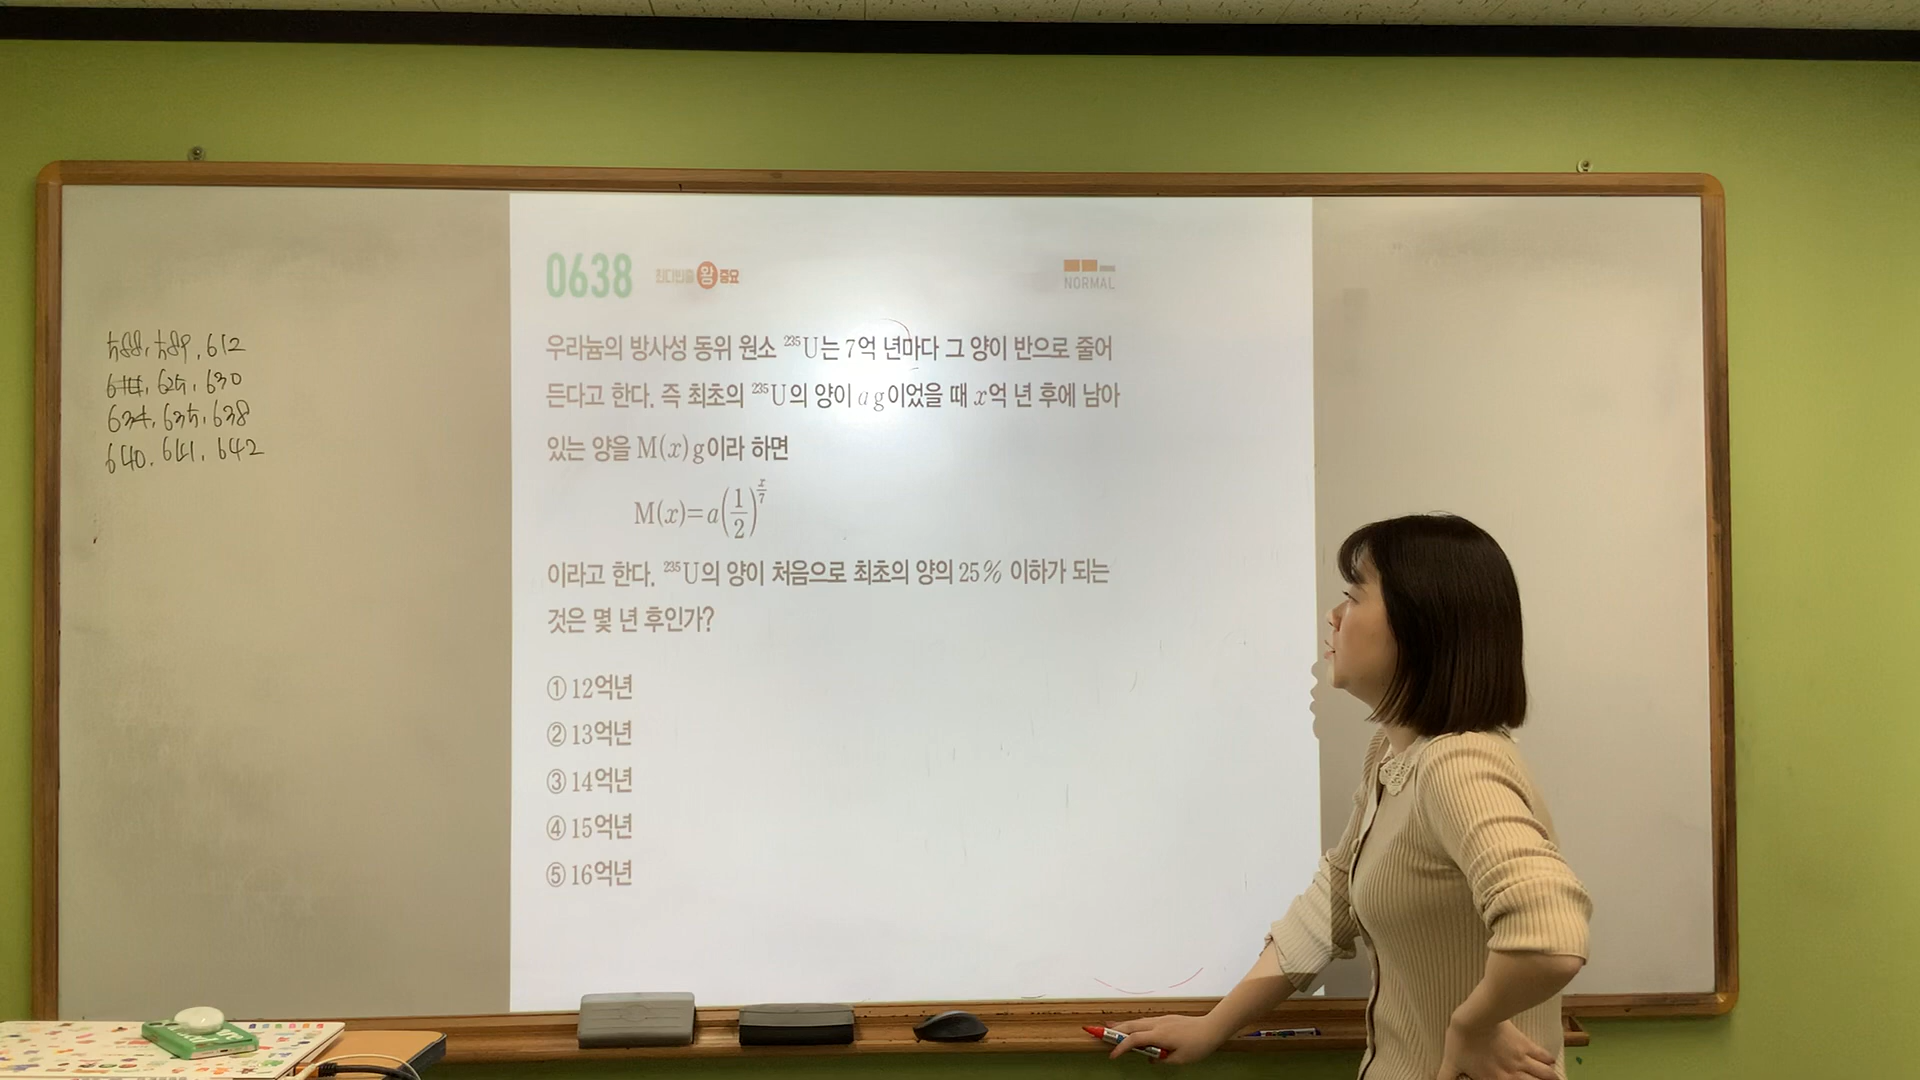 588, 589, 612
614, 625, 630
634, 635, 638
640, 641, 642
0638 최다빈출 왕 중요
NORMAL
우라늄의 방사성 동위 원소 ²³⁵U는 7억 년마다 그 양이 반으로 줄어
든다고 한다. 즉 최초의 ²³⁵U의 양이 a g이었을 때 x억 년 후에 남아
있는 양을 M(x) g이라 하면
M(x)=a(1/2)^(x/7)
이라고 한다. ²³⁵U의 양이 처음으로 최초의 양의 25% 이하가 되는
것은 몇 년 후인가?
① 12억년
② 13억년
③ 14억년
④ 15억년
⑤ 16억년